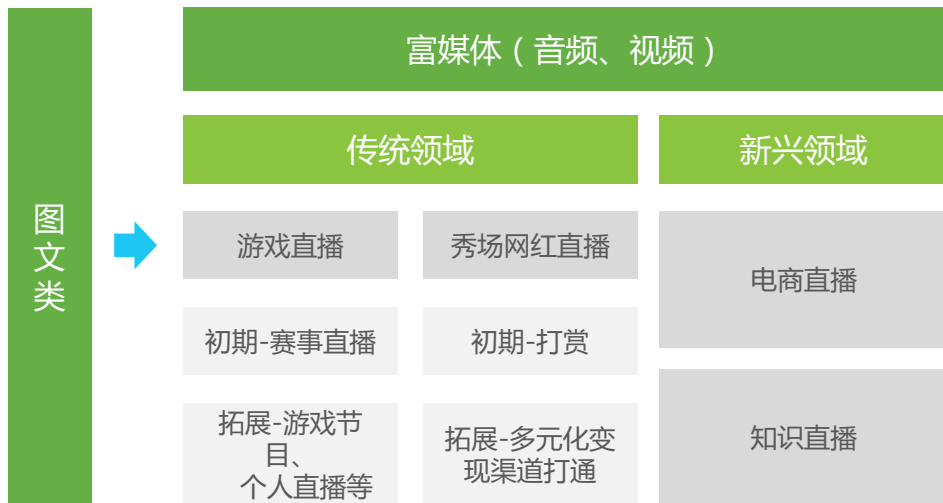 图文类
富媒体（音频、视频）
传统领域
新兴领域
游戏直播
秀场网红直播
电商直播
初期-赛事直播
初期-打赏
拓展-游戏节
目、
个人直播等
拓展-多元化变
现渠道打通
知识直播